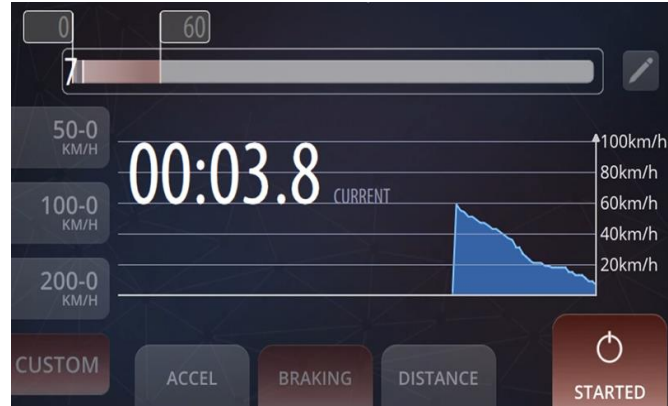 0 60
7
50-0
KM/H
100-0
KM/H
200-0
KM/H
CUSTOM
00:03.8 CURRENT
100km/h
80km/h
60km/h
40km/h
20km/h
ACCEL BRAKING DISTANCE
STARTED